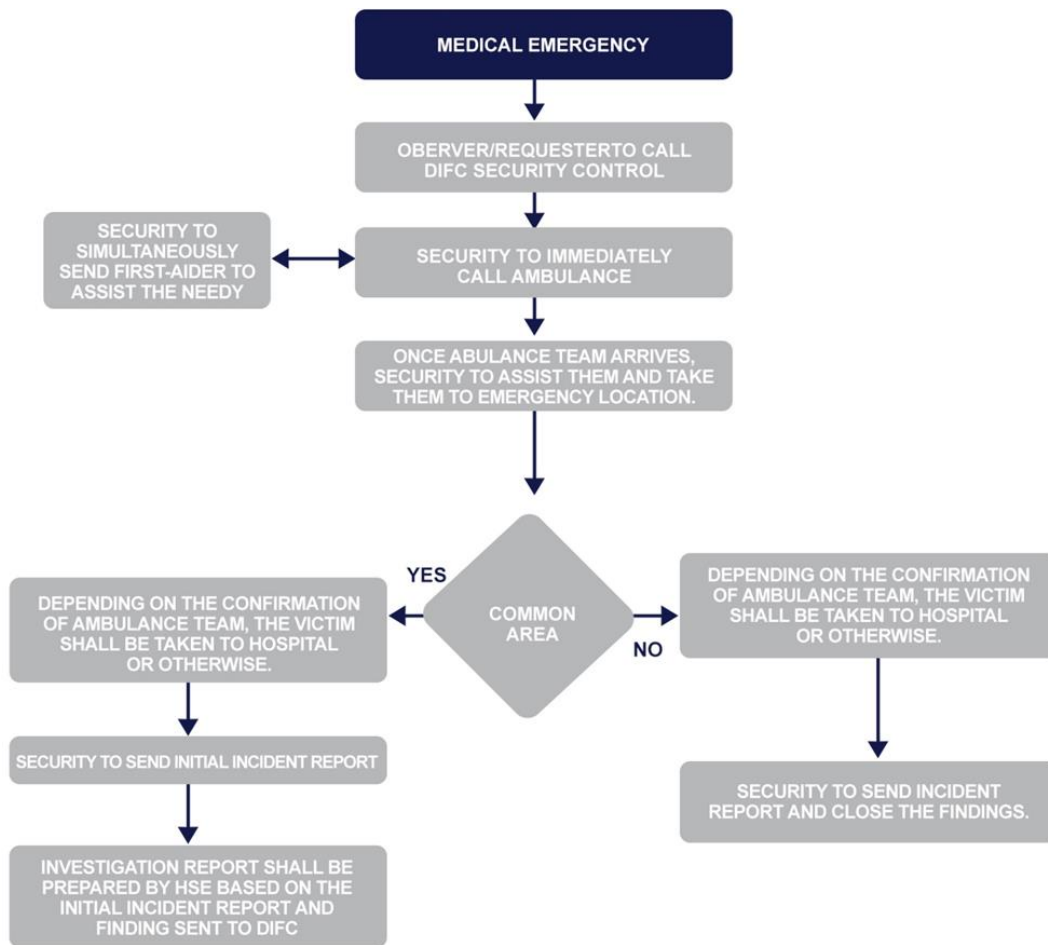 MEDICAL EMERGENCY
OBERVER/REQUESTERTO CALL
DIFC SECURITY CONTROL
SECURITY TO
SIMULTANEOUSLY
SEND FIRST-AIDER TO
ASSIST THE NEEDY
SECURITY TO IMMEDIATELY
CALL AMBULANCE
ONCE ABULANCE TEAM ARRIVES,
SECURITY TO ASSIST THEM AND TAKE
THEM TO EMERGENCY LOCATION.
COMMON
AREA
YES
DEPENDING ON THE CONFIRMATION
OF AMBULANCE TEAM, THE VICTIM
SHALL BE TAKEN TO HOSPITAL
OR OTHERWISE.
SECURITY TO SEND INITIAL INCIDENT REPORT
INVESTIGATION REPORT SHALL BE
PREPARED BY HSE BASED ON THE
INITIAL INCIDENT REPORT AND
FINDING SENT TO DIFC
NO
DEPENDING ON THE CONFIRMATION
OF AMBULANCE TEAM, THE VICTIM
SHALL BE TAKEN TO HOSPITAL
OR OTHERWISE.
SECURITY TO SEND INCIDENT
REPORT AND CLOSE THE FINDINGS.